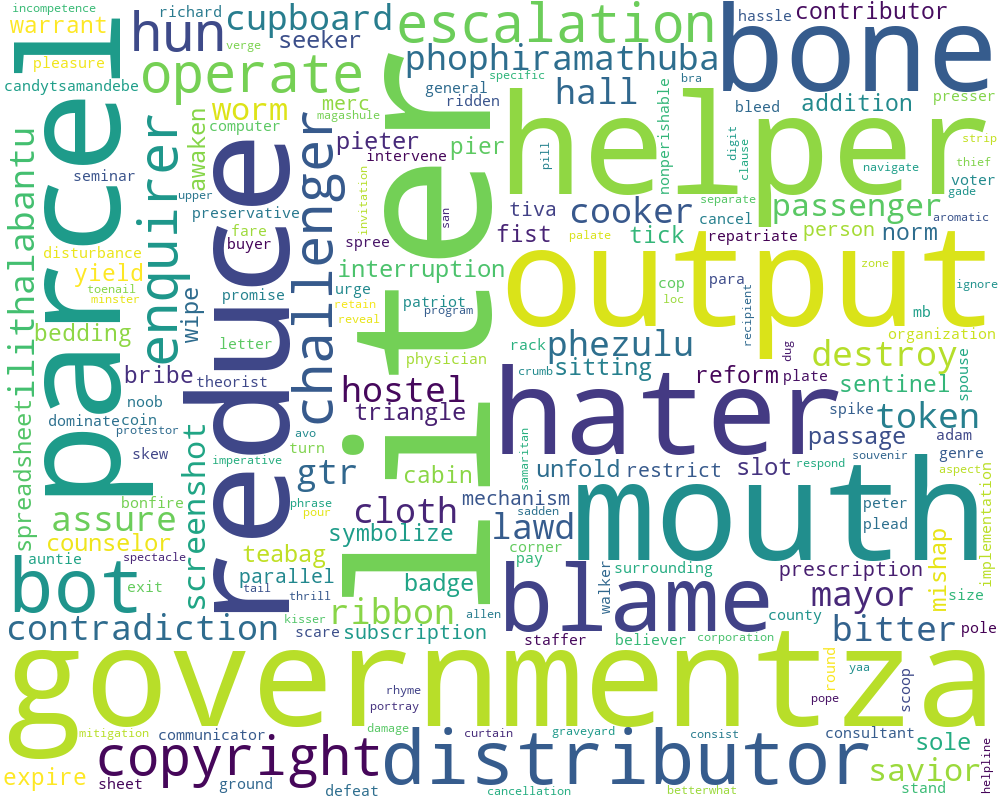 incompetence
richard
hun
cupboard
escalation
hassle
contributor
warrant
verge
seeker
phophiramathuba
bone
pleasure
parcel
operate
specific
bra
candytsamandebe
worm
merc
general
hall
bleed
addition
presser
magashule
ridden
computer
pieter
pier
helper
nonperishable
digit
clause
strip
thief
awaken
intervene
pill
navigate
voter
seminar
enquirer
upper
challenger
liter
separate
gade
preservative
invitation
san
tiva
cooker
cancel
passenger
aromatic
spreadsheet
lilithalabantu
reduce
fare
buyer
spree
fist
palate
tick
repatriate
person
norm
disturbance
yield
interruption
output
zone
toenail
minster
wipe
promise
urge
retain
reveal
patriot
program
cop
loc
para
recipient
ignore
mb
bedding
letter
physician
rack
phezulu
dug
organization
destroy
bribe
theorist
hostel
crumb
sitting
hater
reform
plate
sentinel
spouse
noob
dominate
coin
triangle
spike
token
protestor
skew
screenshot
avo
turn
samaritan
passage
adam
imperative
gtr
cabin
unfold
restrict
slot
respond
souvenir
genre
aspect
bonfire
phrase
pour
cloth
mechanism
sadden
mouth
peter
assure
symbolize
lawd
plead
implementation
counselor
teabag
corner
pay
auntie
spectacle
parallel
badge
surrounding
prescription
mishap
bot
exit
tail
thrill
blame
walker
mayor
size
kisser
ribbon
allen
county
contradiction
scare
subscription
staffer
believer
corporation
bitter
pole
governmentza
round
yaa
rhyme
portray
pope
scoop
mitigation
communicator
damage
curtain
graveyard
consist
consultant
sole
copyright
distributor
expire
sheet
ground
defeat
cancellation
betterwhat
savior
stand
helpline